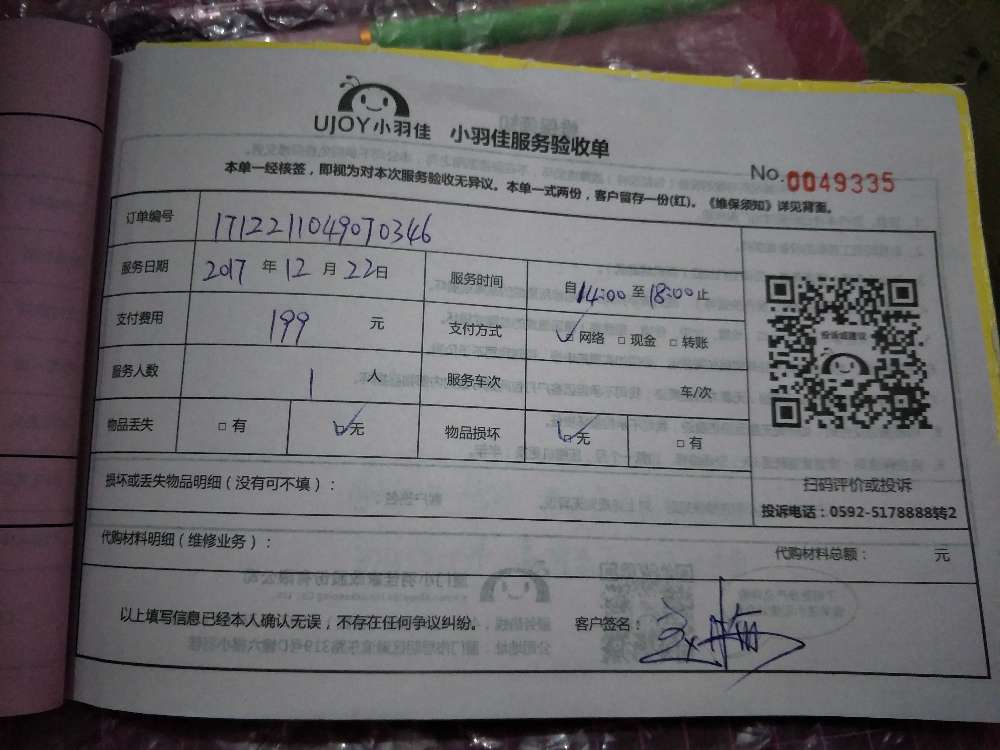 UJOY小羽佳 小羽佳服务验收单
No.0049335
本单一经核签，即视为对本次服务验收无异议。本单一式两份，客户留存一份(红)。《维保须知》详见背面。
订单编号 1712211049070346
服务日期 2017 年 12 月 22 日 服务时间 自 14:00 至 18:00 止
支付费用 199 元 支付方式 ☑网络 □现金 □转账
服务人数 1 人 服务车次 车/次
物品丢失 □有 ☑无 物品损坏 ☑无 □有
投诉或建议
扫码评价或投诉
投诉电话：0592-5178888转2
损坏或丢失物品明细（没有可不填）：
代购材料明细（维修业务）： 代购材料总额： 元
以上填写信息已经本人确认无误，不存在任何争议纠纷。 客户签名：